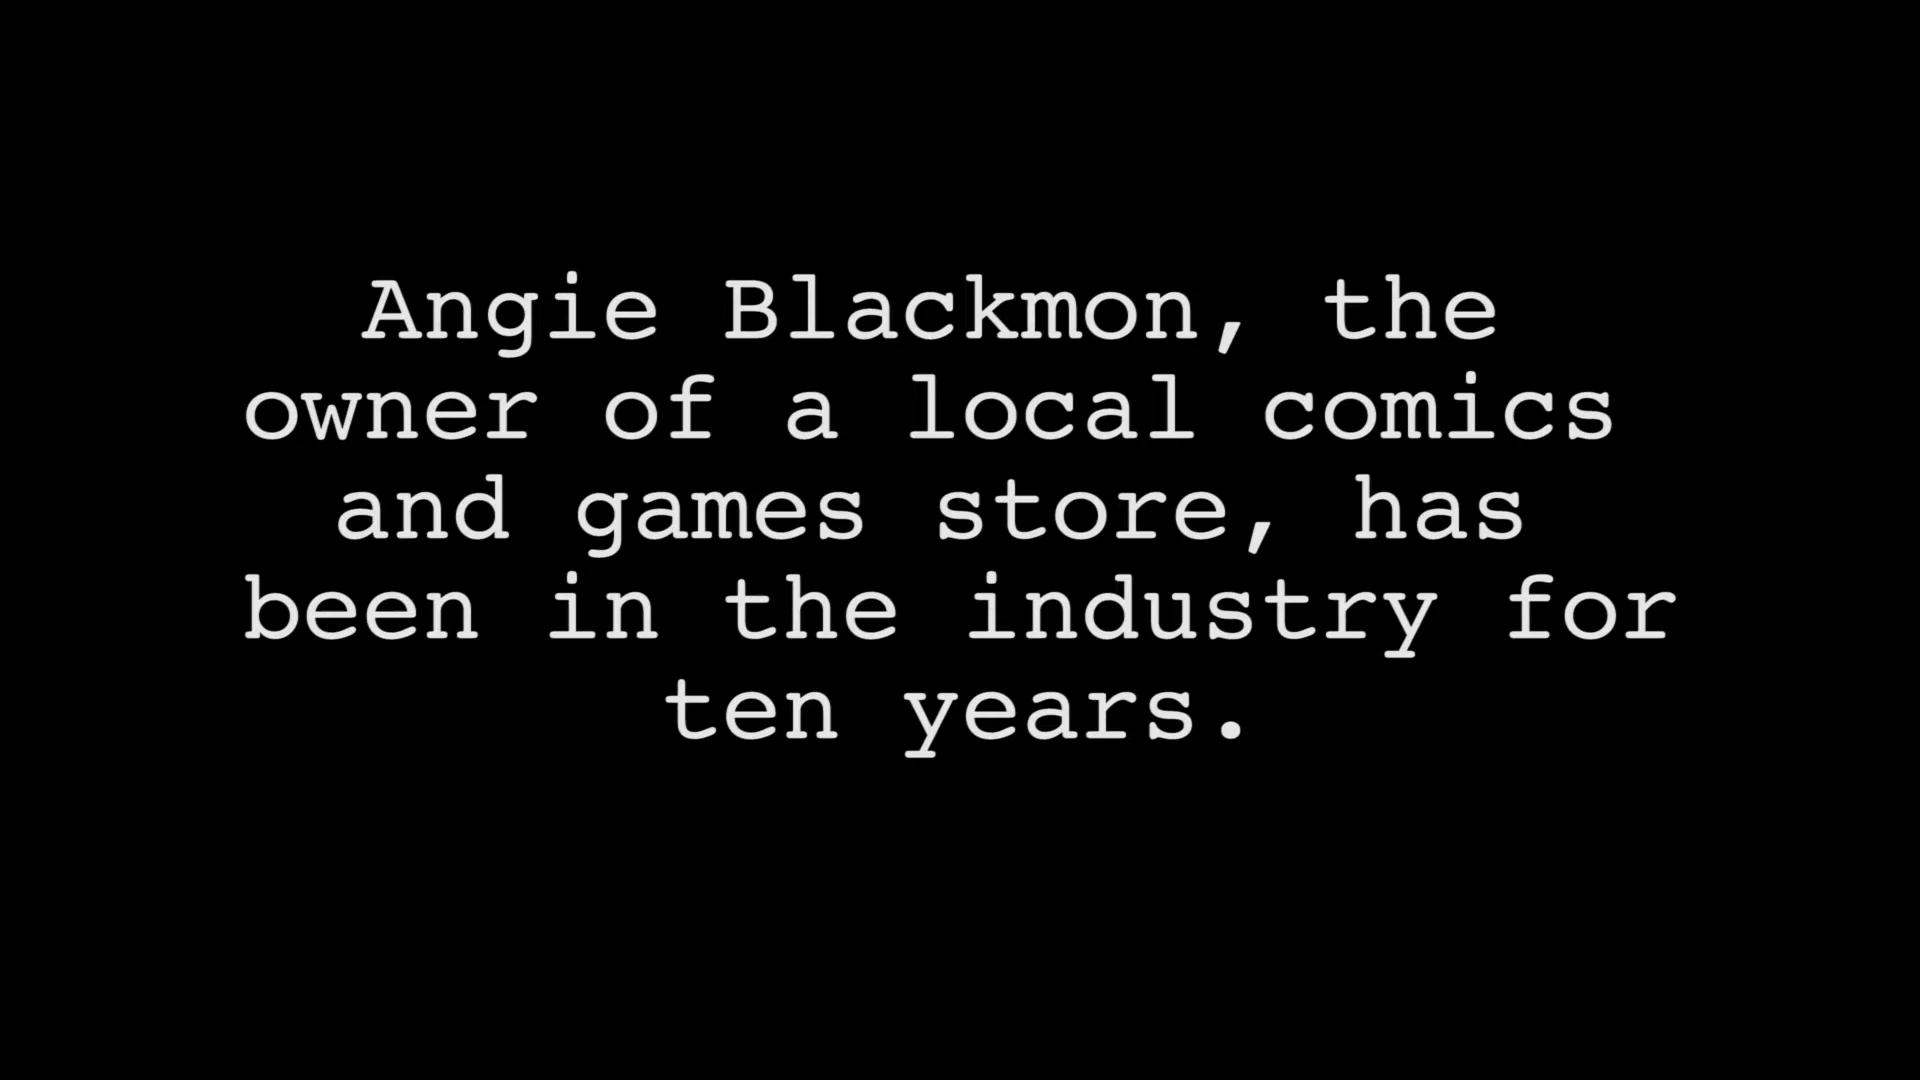 Angie Blackmon, the
owner of a local comics
and games store, has
been in the industry for
ten years.